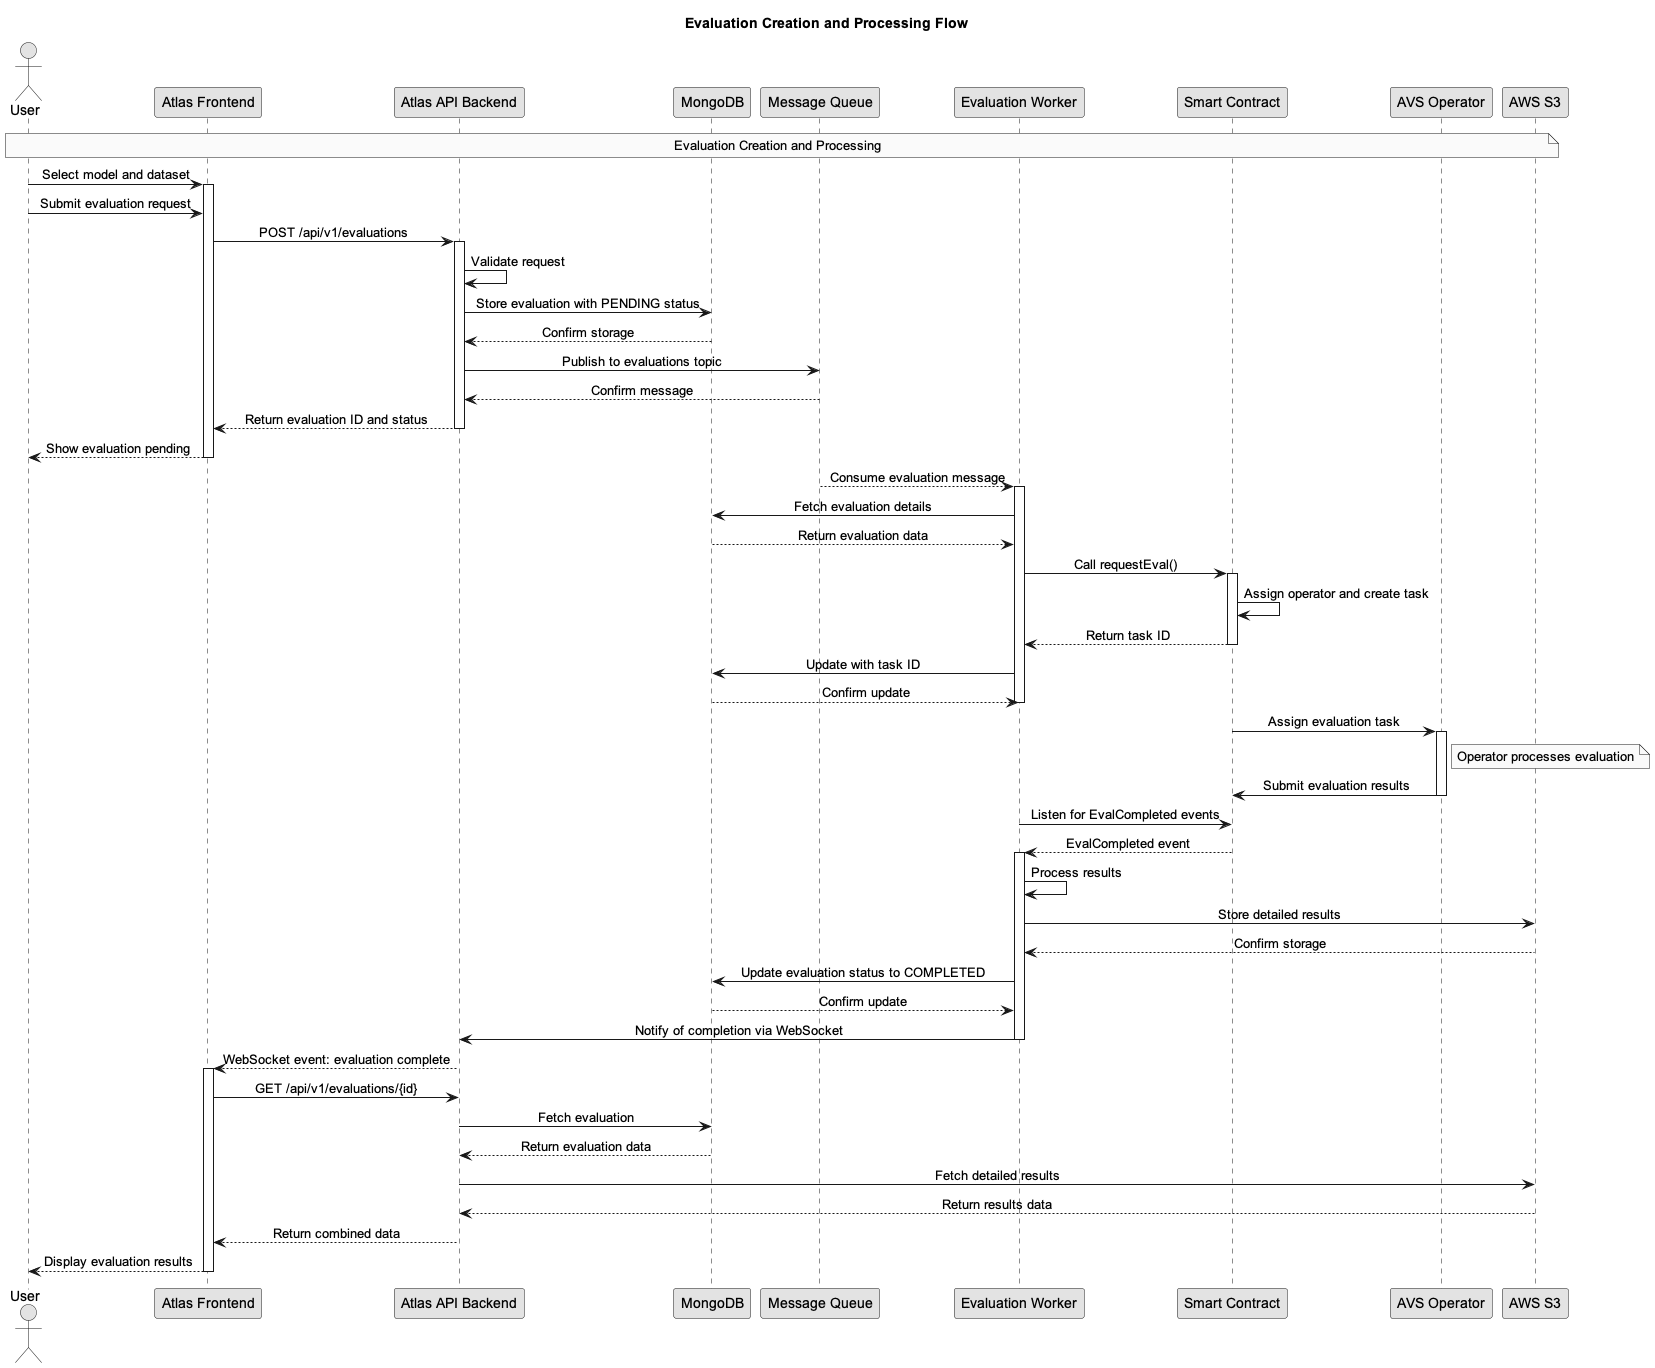 Evaluation Creation and Processing Flow
User
Atlas Frontend
Atlas API Backend
MongoDB
Message Queue
Evaluation Worker
Smart Contract
AVS Operator
AWS S3
Evaluation Creation and Processing
Select model and dataset
Submit evaluation request
POST /api/v1/evaluations
Validate request
Store evaluation with PENDING status
Confirm storage
Publish to evaluations topic
Confirm message
Return evaluation ID and status
Show evaluation pending
Consume evaluation message
Fetch evaluation details
Return evaluation data
Call requestEval()
Assign operator and create task
Return task ID
Update with task ID
Confirm update
Assign evaluation task
Operator processes evaluation
Submit evaluation results
Listen for EvalCompleted events
EvalCompleted event
Process results
Store detailed results
Confirm storage
Update evaluation status to COMPLETED
Confirm update
Notify of completion via WebSocket
WebSocket event: evaluation complete
GET /api/v1/evaluations/{id}
Fetch evaluation
Return evaluation data
Fetch detailed results
Return results data
Return combined data
Display evaluation results
User
Atlas Frontend
Atlas API Backend
MongoDB
Message Queue
Evaluation Worker
Smart Contract
AVS Operator
AWS S3